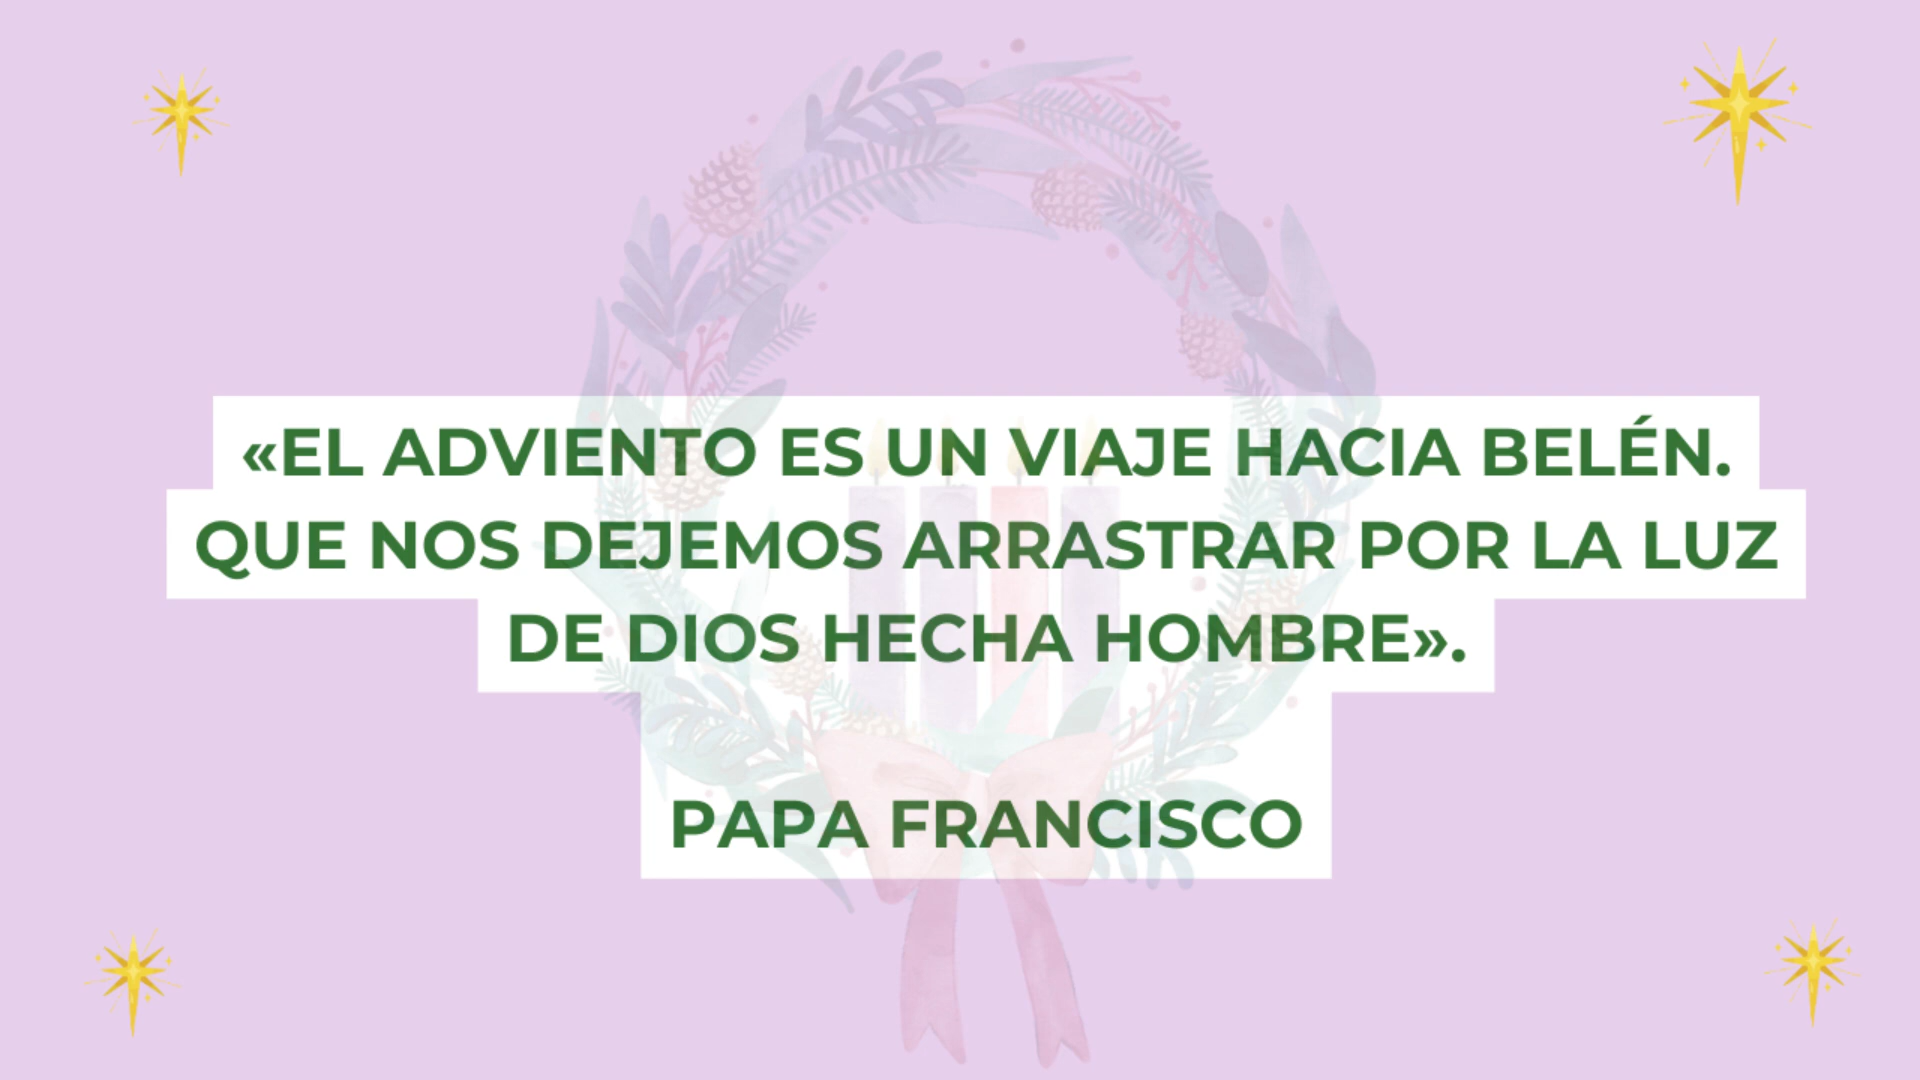 «EL ADVIENTO ES UN VIAJE HACIA BELÉN.
QUE NOS DEJEMOS ARRASTRAR POR LA LUZ
DE DIOS HECHA HOMBRE».
PAPA FRANCISCO